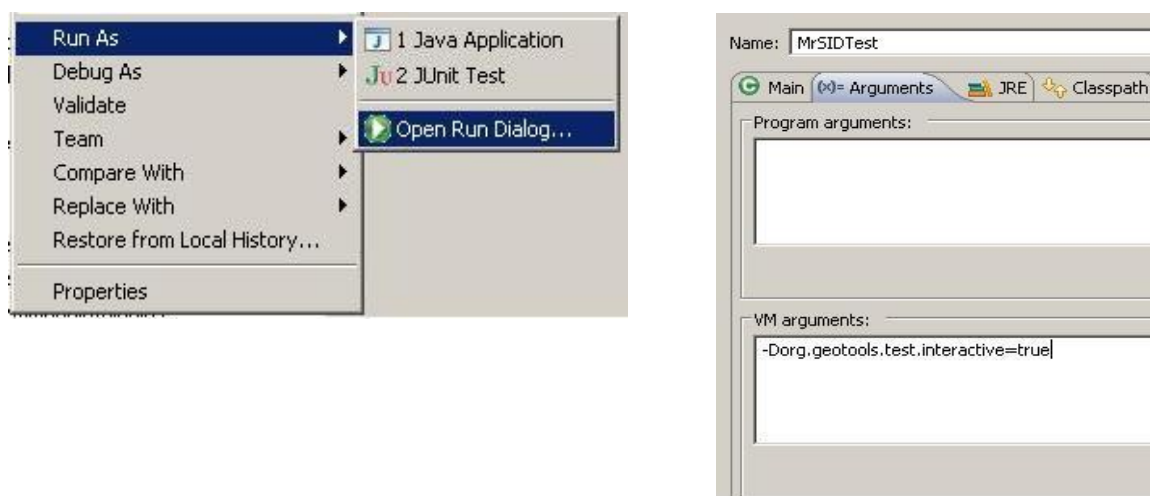 Run As
Debug As
Validate
Team
Compare With
Replace With
Restore from Local History...
Properties
1 Java Application
Ju 2 JUnit Test
Open Run Dialog...
Name: MrSIDTest
Main (x)= Arguments JRE Classpath
Program arguments:
VM arguments:
-Dorg.geotools.test.interactive=true